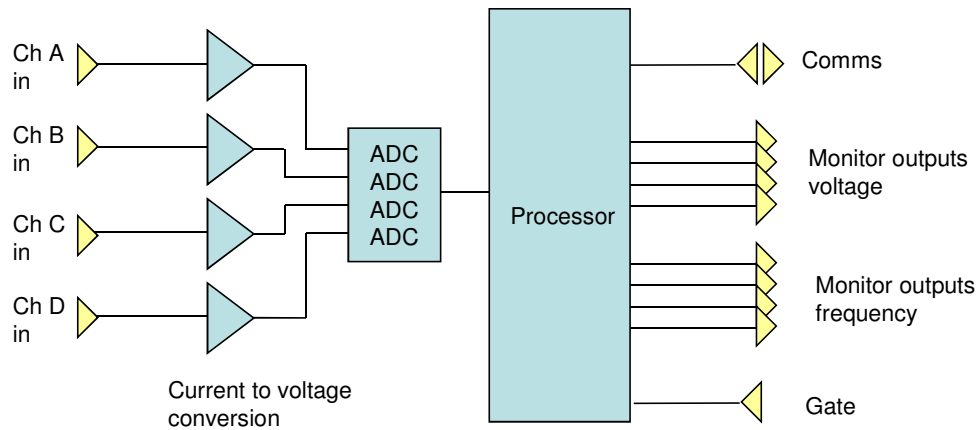 Ch A
in
Ch B
in
Ch C
in
Ch D
in
Current to voltage
conversion
ADC
ADC
ADC
ADC
Processor
Comms
Monitor outputs
voltage
Monitor outputs
frequency
Gate